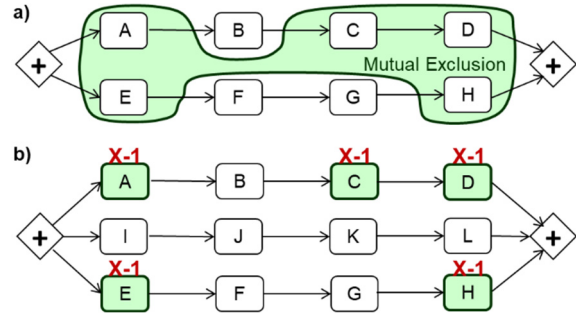 a)
A B C D
+ Mutual Exclusion +
E F G H
b)
X-1 X-1 X-1
A B C D
+ I J K L +
X-1 X-1
E F G H